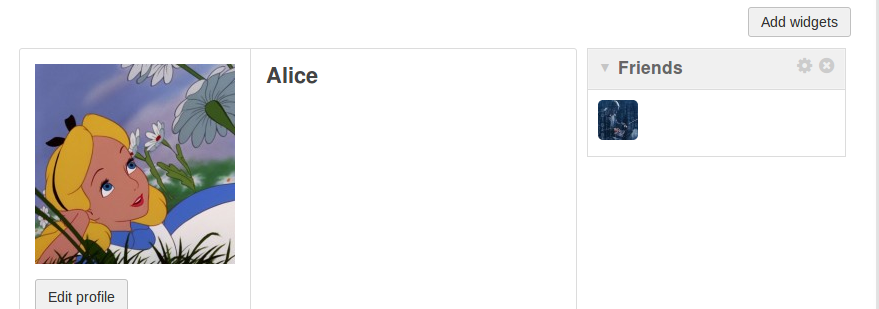 Add widgets
Alice
Friends
Edit profile